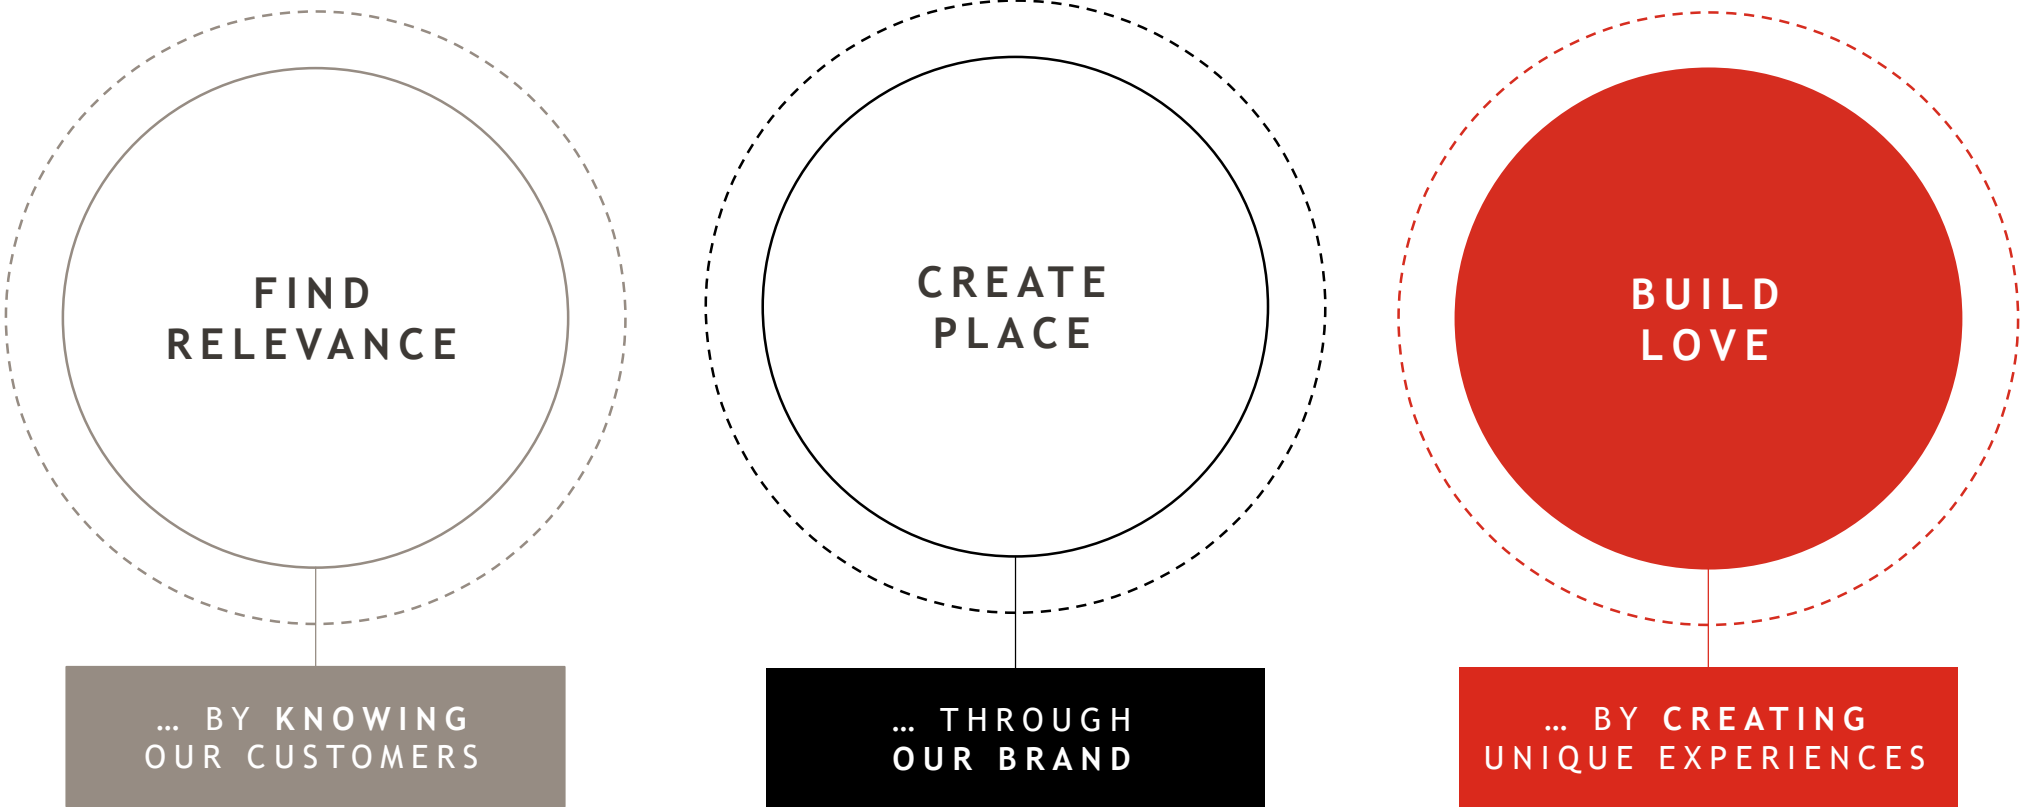 FIND
RELEVANCE
CREATE
PLACE
BUILD
LOVE
… BY KNOWING
OUR CUSTOMERS
… THROUGH
OUR BRAND
… BY CREATING
UNIQUE EXPERIENCES